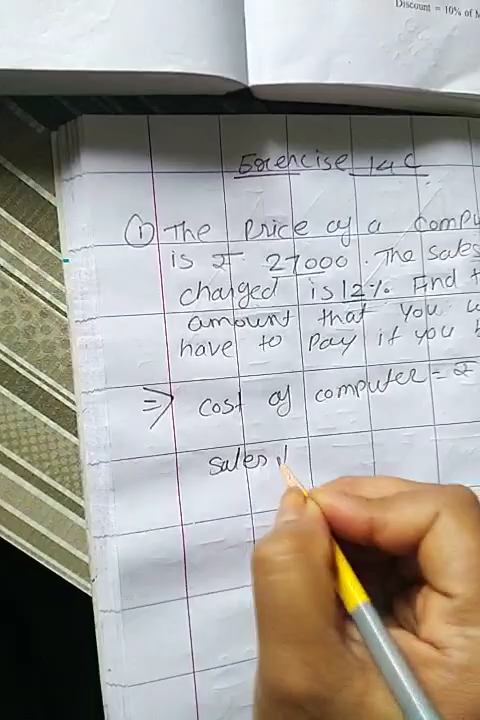 Discount = 10% of M
Exercise 14C
① The Price of a Compu
is ₹ 27000. The Sales
charged is 12%. Find t
amount that you w
have to Pay if you b
⇒ Cost of computer = ₹
Sales